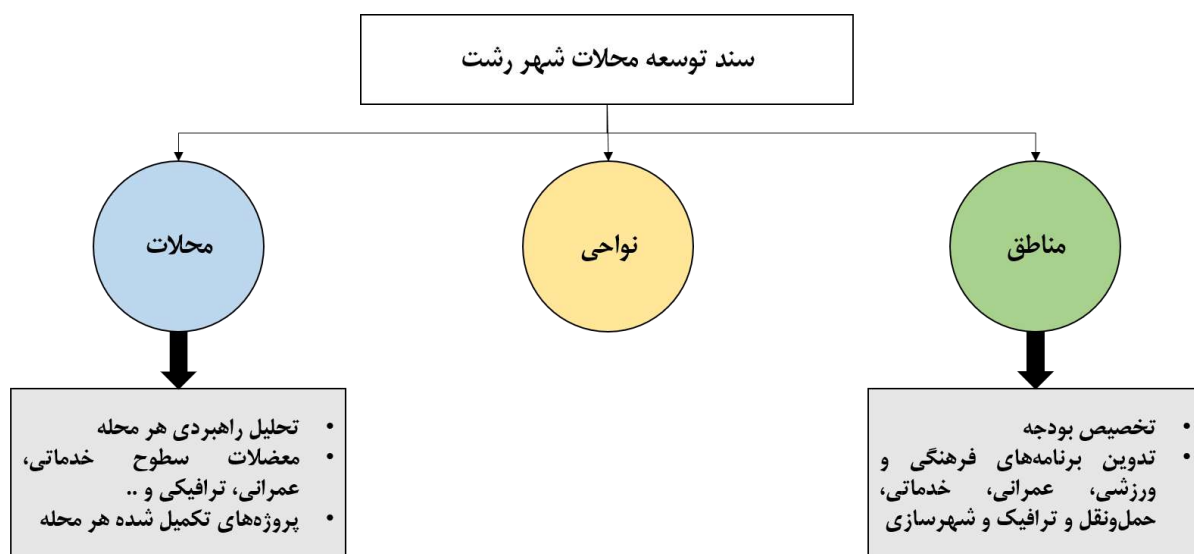 سند توسعه محلات شهر رشت
مناطق
نواحی
محلات
• تخصیص بودجه
• تدوین برنامه‌های فرهنگی و
ورزشی، عمرانی، خدماتی،
حمل‌ونقل و ترافیک و شهرسازی
• تحلیل راهبردی هر محله
• معضلات سطوح خدماتی،
عمرانی، ترافیکی و ..
• پروژه‌های تکمیل شده هر محله